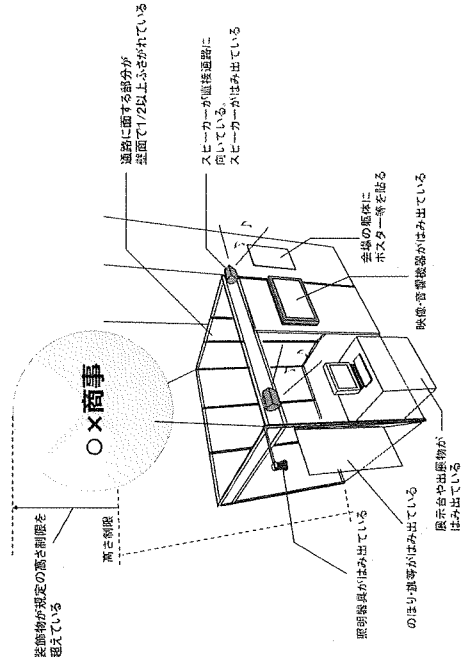 装飾物が規定の高さ制限を
超えている
高さ制限
○×商事
通路に面する部分が
壁面で1/2以上ふさがれている
スピーカーが直接通路に
向いている。
スピーカーがはみ出ている
会場の躯体に
ポスター等を貼る
映像・音響機器がはみ出ている
照明器具がはみ出ている
のぼり・旗等がはみ出ている
展示台や出展物が
はみ出ている